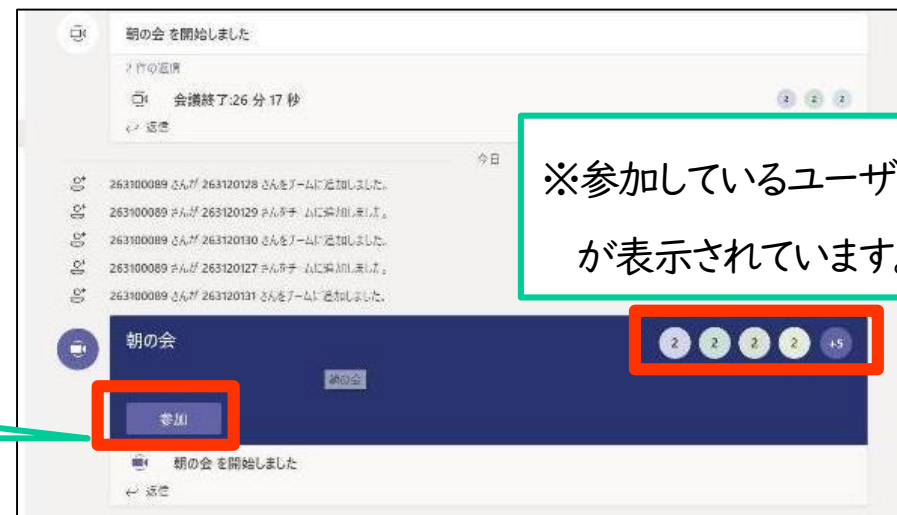 朝の会 を開始しました
2 件の返信
会議終了:26 分 17 秒
2 2 2
返信
※参加しているユーザ
が表示されています。
今日
263100089 さんが 263120128 さんをチームに追加しました。
263100089 さんが 263120129 さんをチームに追加しました。
263100089 さんが 263120130 さんをチームに追加しました。
263100089 さんが 263120127 さんをチームに追加しました。
263100089 さんが 263120131 さんをチームに追加しました。
朝の会
2 2 2 2 +5
朝の会
参加
朝の会 を開始しました
返信